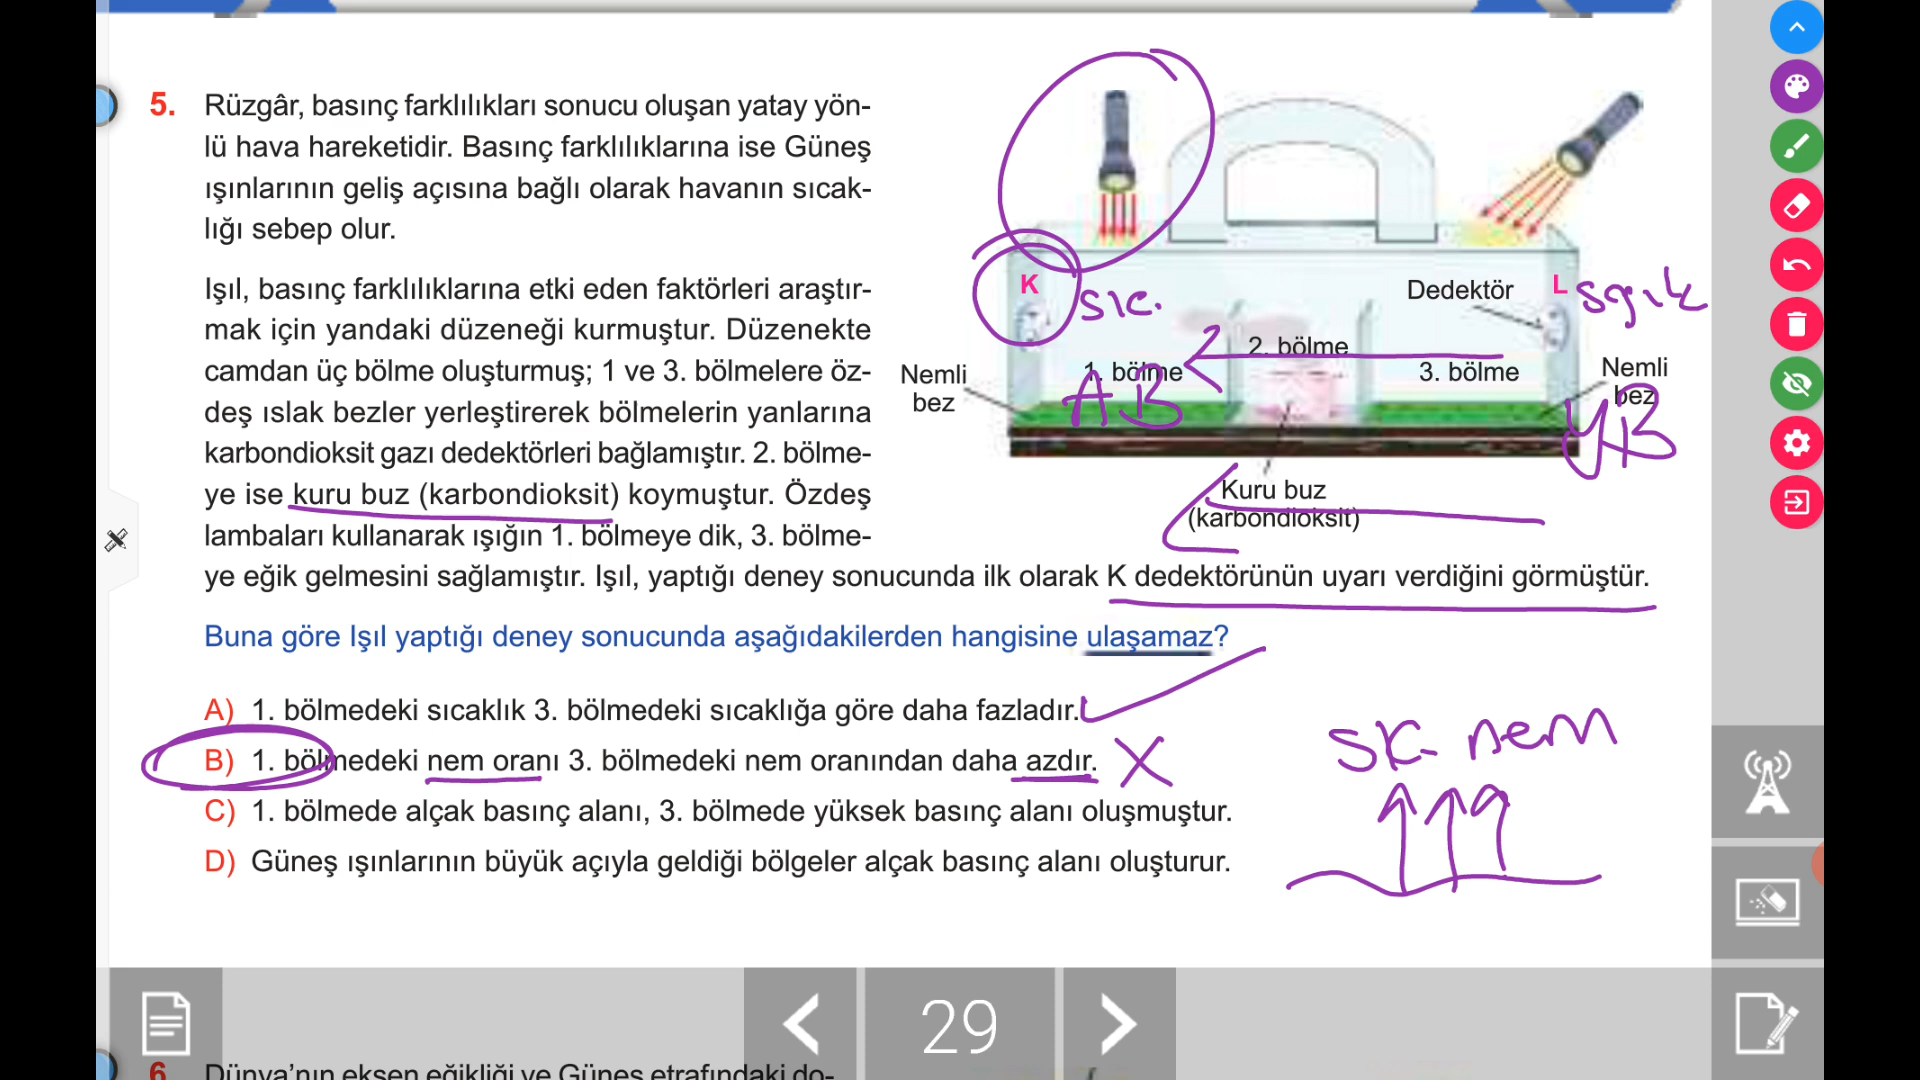 5. Rüzgâr, basınç farklılıkları sonucu oluşan yatay yön-
lü hava hareketidir. Basınç farklılıklarına ise Güneş
ışınlarının geliş açısına bağlı olarak havanın sıcak-
lığı sebep olur.
Işıl, basınç farklılıklarına etki eden faktörleri araştır-
mak için yandaki düzeneği kurmuştur. Düzenekte
camdan üç bölme oluşturmuş; 1 ve 3. bölmelere öz-
deş ıslak bezler yerleştirerek bölmelerin yanlarına
karbondioksit gazı dedektörleri bağlamıştır. 2. bölme-
ye ise kuru buz (karbondioksit) koymuştur. Özdeş
lambaları kullanarak ışığın 1. bölmeye dik, 3. bölme-
ye eğik gelmesini sağlamıştır. Işıl, yaptığı deney sonucunda ilk olarak K dedektörünün uyarı verdiğini görmüştür.
K
sıc.
Dedektör
L
2. bölme
1. bölme
3. bölme
Nemli
bez
Nemli
bez
AB
YB
Kuru buz
(karbondioksit)
Buna göre Işıl yaptığı deney sonucunda aşağıdakilerden hangisine ulaşamaz?
A) 1. bölmedeki sıcaklık 3. bölmedeki sıcaklığa göre daha fazladır.
B) 1. bölmedeki nem oranı 3. bölmedeki nem oranından daha azdır.
C) 1. bölmede alçak basınç alanı, 3. bölmede yüksek basınç alanı oluşmuştur.
D) Güneş ışınlarının büyük açıyla geldiği bölgeler alçak basınç alanı oluşturur.
nem
29
6. Dünya'nın eksen eğikliği ve Güneş etrafındaki do-